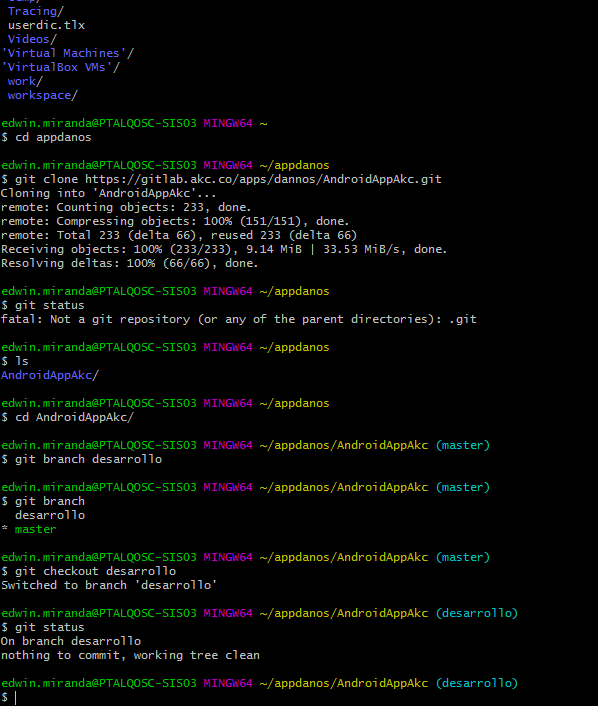 Tracing/
userdic.tlx
Videos/
'Virtual Machines'/
'VirtualBox VMs'/
work/
workspace/
edwin.miranda@PTALQOSC-SIS03 MINGW64 ~
$ cd appdanos
edwin.miranda@PTALQOSC-SIS03 MINGW64 ~/appdanos
$ git clone https://gitlab.akc.co/apps/dannos/AndroidAppAkc.git
Cloning into 'AndroidAppAkc'...
remote: Counting objects: 233, done.
remote: Compressing objects: 100% (151/151), done.
remote: Total 233 (delta 66), reused 233 (delta 66)
Receiving objects: 100% (233/233), 9.14 MiB | 33.53 MiB/s, done.
Resolving deltas: 100% (66/66), done.
edwin.miranda@PTALQOSC-SIS03 MINGW64 ~/appdanos
$ git status
fatal: Not a git repository (or any of the parent directories): .git
edwin.miranda@PTALQOSC-SIS03 MINGW64 ~/appdanos
$ ls
AndroidAppAkc/
edwin.miranda@PTALQOSC-SIS03 MINGW64 ~/appdanos
$ cd AndroidAppAkc/
edwin.miranda@PTALQOSC-SIS03 MINGW64 ~/appdanos/AndroidAppAkc (master)
$ git branch desarrollo
edwin.miranda@PTALQOSC-SIS03 MINGW64 ~/appdanos/AndroidAppAkc (master)
$ git branch
desarrollo
* master
edwin.miranda@PTALQOSC-SIS03 MINGW64 ~/appdanos/AndroidAppAkc (master)
$ git checkout desarrollo
Switched to branch 'desarrollo'
edwin.miranda@PTALQOSC-SIS03 MINGW64 ~/appdanos/AndroidAppAkc (desarrollo)
$ git status
On branch desarrollo
nothing to commit, working tree clean
edwin.miranda@PTALQOSC-SIS03 MINGW64 ~/appdanos/AndroidAppAkc (desarrollo)
$